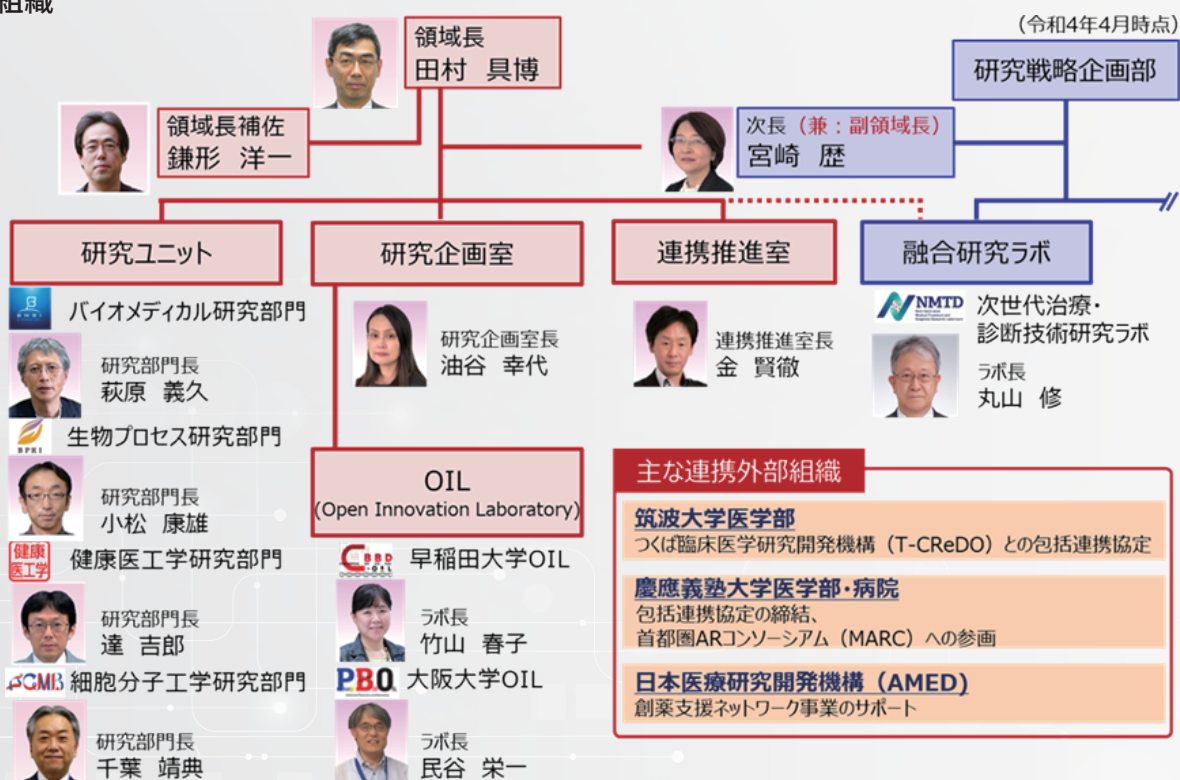 組織
(令和4年4月時点)
領域長
田村 具博
研究戦略企画部
領域長補佐
鎌形 洋一
次長(兼:副領域長)
宮崎 歴
研究ユニット
研究企画室
連携推進室
融合研究ラボ
バイオメディカル研究部門
研究部門長
萩原 義久
BPRI
生物プロセス研究部門
研究部門長
小松 康雄
健康
医工学
健康医工学研究部門
研究部門長
達 吉郎
CMB
細胞分子工学研究部門
研究部門長
千葉 靖典
研究企画室長
油谷 幸代
OIL
(Open Innovation Laboratory)
CBBD
-OIL
早稲田大学OIL
ラボ長
竹山 春子
PBO
大阪大学OIL
ラボ長
民谷 栄一
連携推進室長
金 賢徹
NMTD
次世代治療・
診断技術研究ラボ
ラボ長
丸山 修
主な連携外部組織
筑波大学医学部
つくば臨床医学研究開発機構(T-CReDO)との包括連携協定
慶應義塾大学医学部・病院
包括連携協定の締結、
首都圏ARコンソーシアム(MARC)への参画
日本医療研究開発機構(AMED)
創薬支援ネットワーク事業のサポート